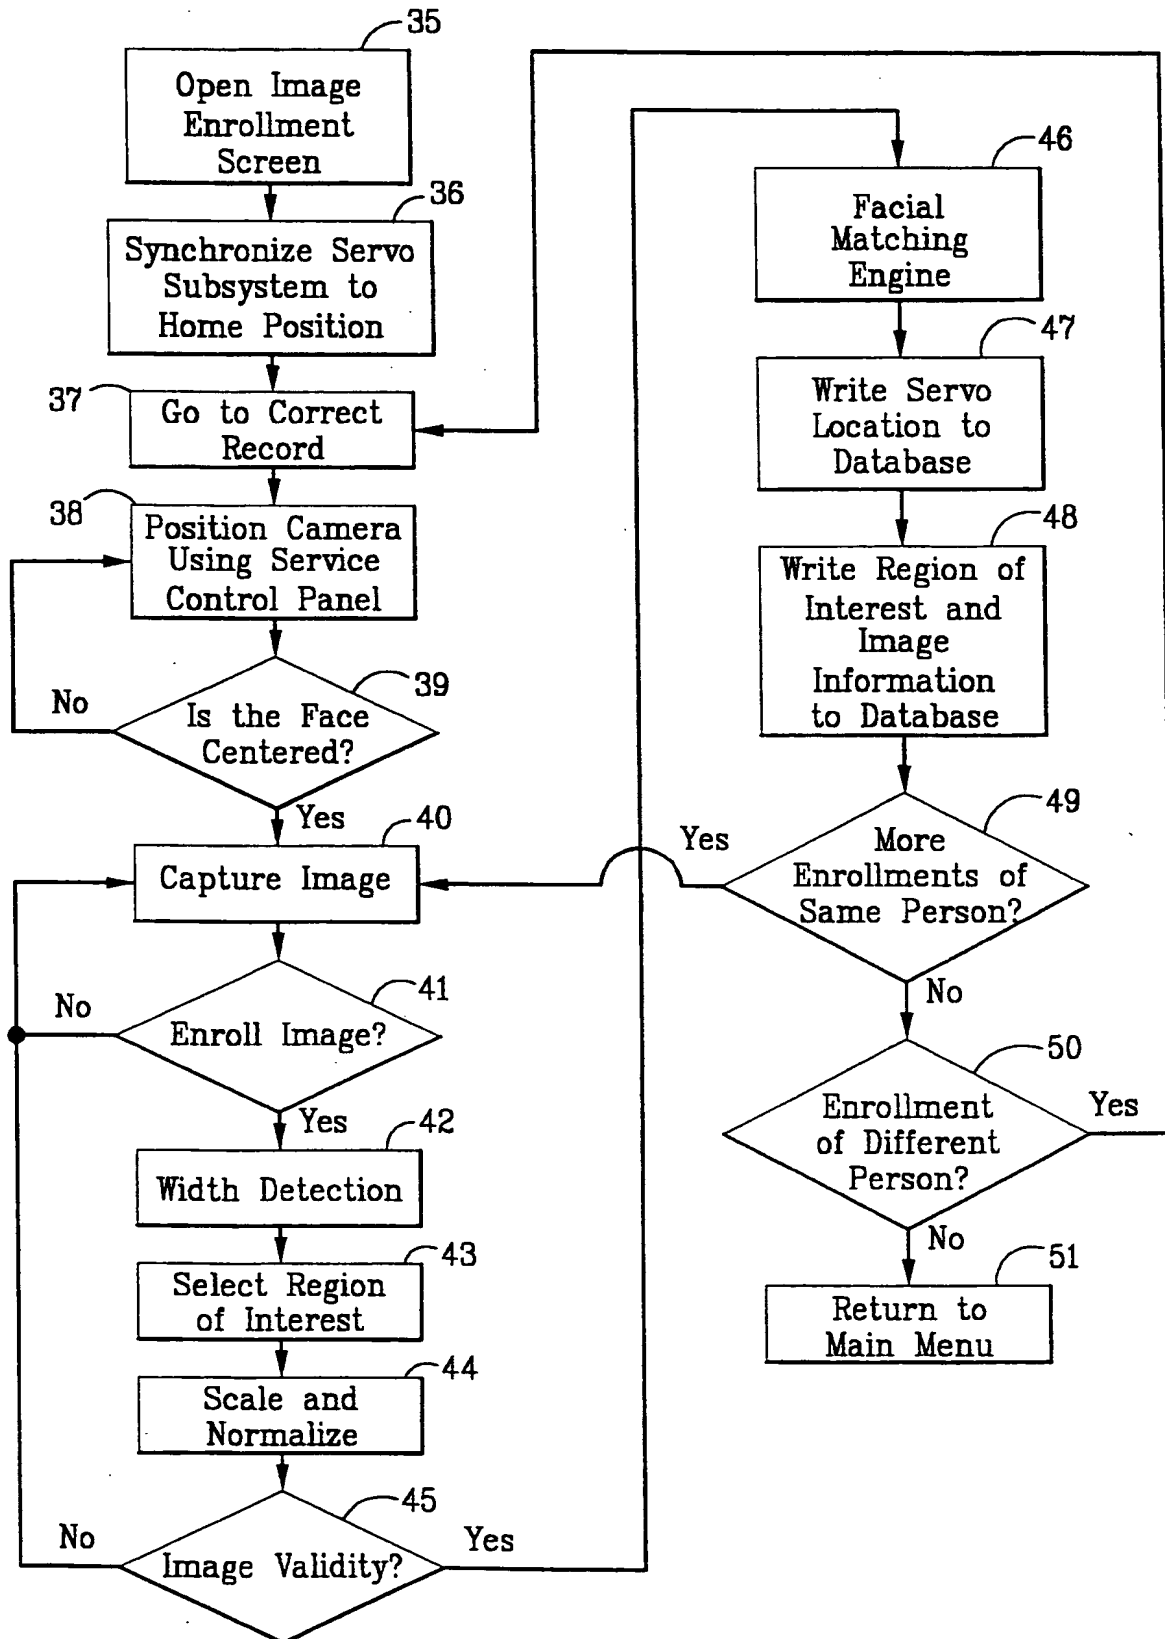 35
Open Image
Enrollment
Screen
36
Synchronize Servo
Subsystem to
Home Position
37
Go to Correct
Record
38
Position Camera
Using Service
Control Panel
39
No
Is the Face
Centered?
Yes
40
Capture Image
41
No
Enroll Image?
Yes
42
Width Detection
43
Select Region
of Interest
44
Scale and
Normalize
45
No
Yes
Image Validity?
46
Facial
Matching
Engine
47
Write Servo
Location to
Database
48
Write Region of
Interest and
Image
Information
to Database
49
Yes
More
Enrollments of
Same Person?
No
50
Enrollment
of Different
Person?
Yes
No
51
Return to
Main Menu